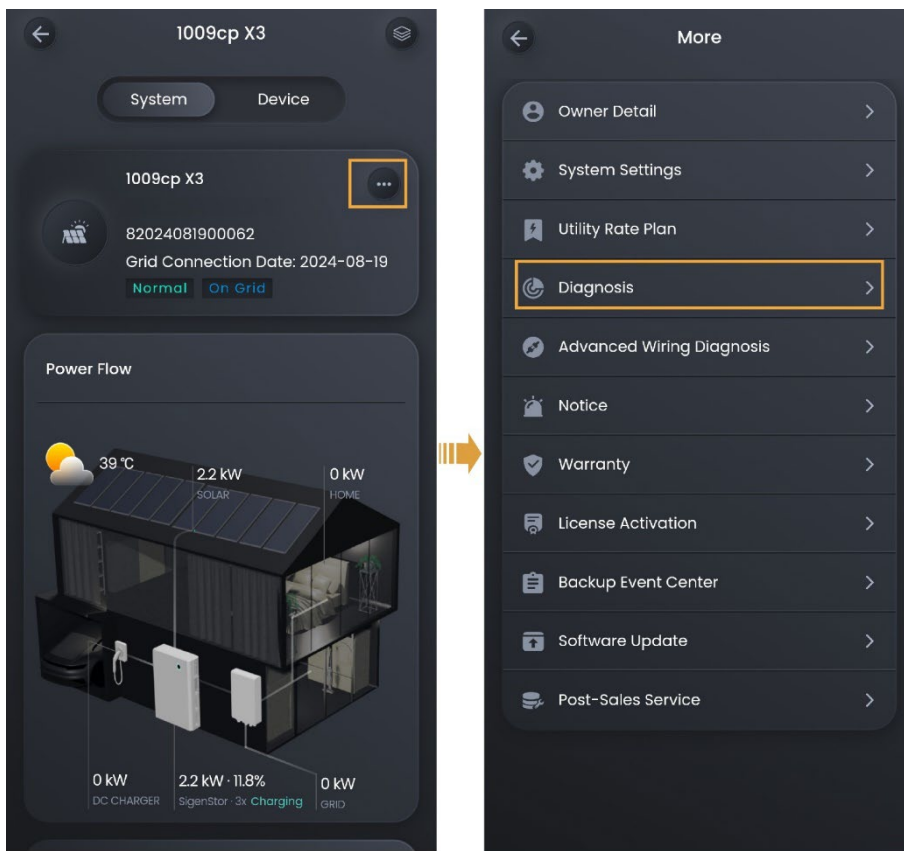 1009cp X3
System
Device
1009cp X3
82024081900062
Grid Connection Date: 2024-08-19
Normal
On Grid
Power Flow
39 °C
2.2 kW
SOLAR
0 kW
HOME
0 kW
DC CHARGER
2.2 kW · 11.8%
SigenStor · 3x Charging
0 kW
GRID
More
Owner Detail
System Settings
Utility Rate Plan
Diagnosis
Advanced Wiring Diagnosis
Notice
Warranty
License Activation
Backup Event Center
Software Update
Post-Sales Service